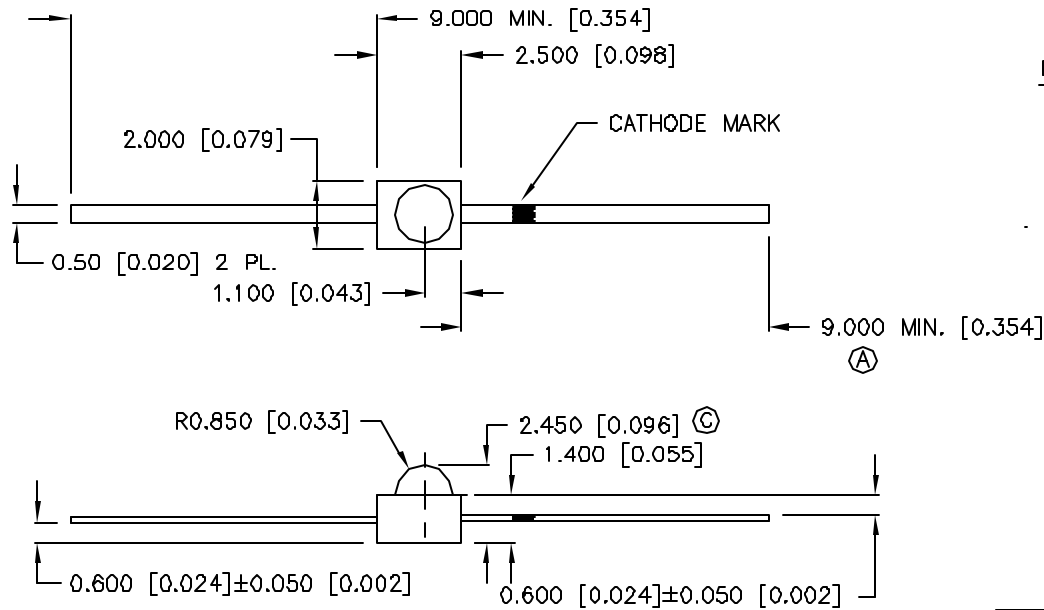 9.000 MIN. [0.354]
2.500 [0.098]
CATHODE MARK
2.000 [0.079]
0.50 [0.020] 2 PL.
1.100 [0.043]
9.000 MIN. [0.354]
A
R0.850 [0.033]
2.450 [0.096] C
1.400 [0.055]
0.600 [0.024]±0.050 [0.002]
0.600 [0.024]±0.050 [0.002]